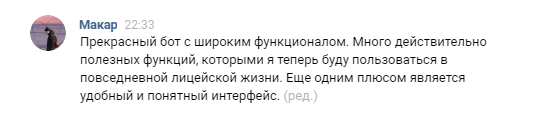 Макар 22:33
Прекрасный бот с широким функционалом. Много действительно
полезных функций, которыми я теперь буду пользоваться в
повседневной лицейской жизни. Еще одним плюсом является
удобный и понятный интерфейс. (ред.)